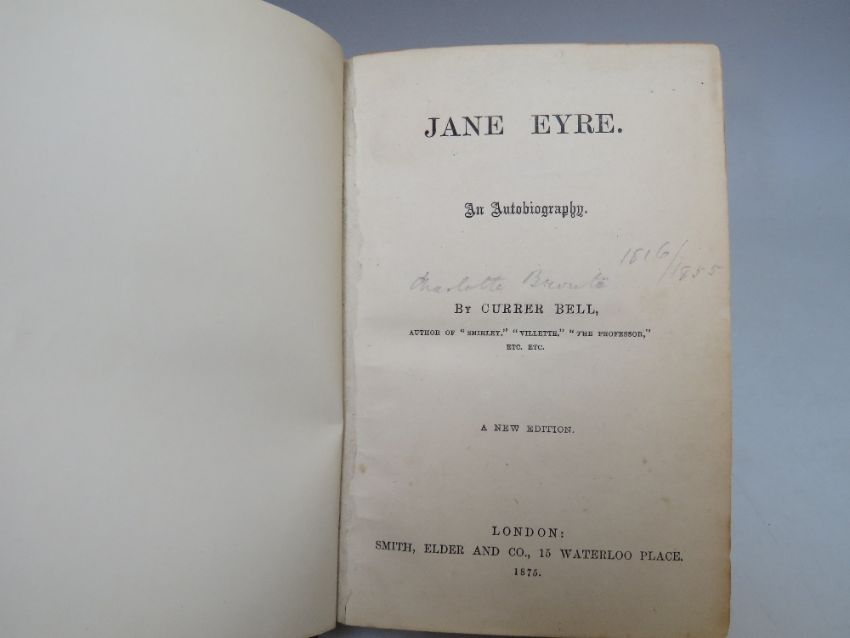 JANE EYRE.
An Autobiography.
Charlotte Brontë 1816/1855
BY CURRER BELL,
AUTHOR OF "SHIRLEY," "VILLETTE," "THE PROFESSOR,"
ETC. ETC.
A NEW EDITION.
LONDON:
SMITH, ELDER AND CO., 15 WATERLOO PLACE.
1875.